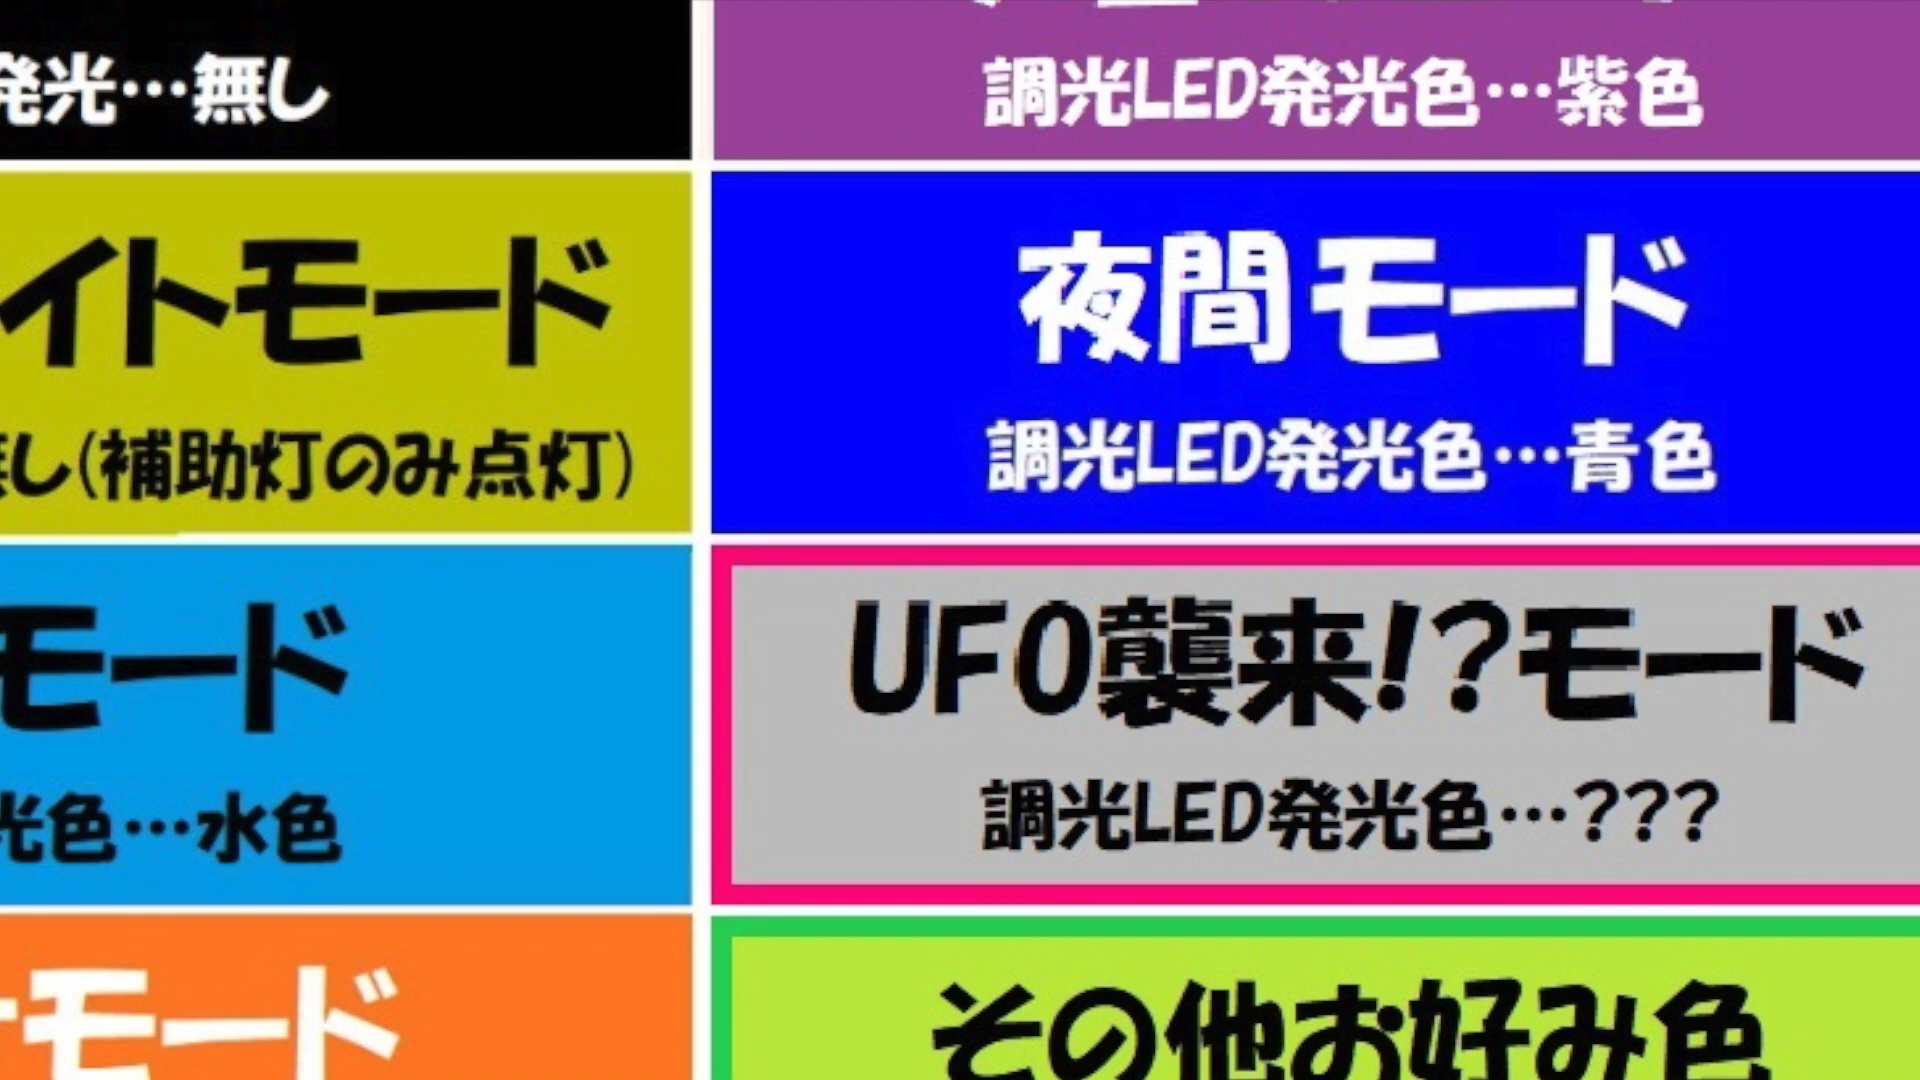 発光…無し
調光LED発光色…紫色
イトモード
夜間モード
無し(補助灯のみ点灯)
調光LED発光色…青色
モード
UFO襲来!?モード
光色…水色
調光LED発光色…???
モード
その他お好み色